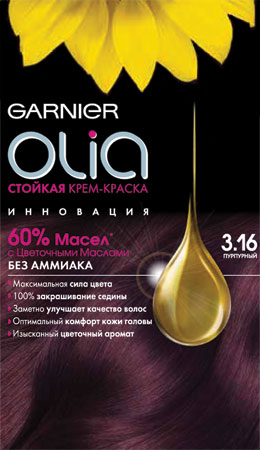 GARNIER
OLIA
СТОЙКАЯ КРЕМ-КРАСКА
ИННОВАЦИЯ
60% Масел*
с Цветочными Маслами
БЕЗ АММИАКА
3.16
ПУРПУРНЫЙ
• Максимальная сила цвета
• 100% закрашивание седины
• Заметно улучшает качество волос
• Оптимальный комфорт кожи головы
• Изысканный цветочный аромат